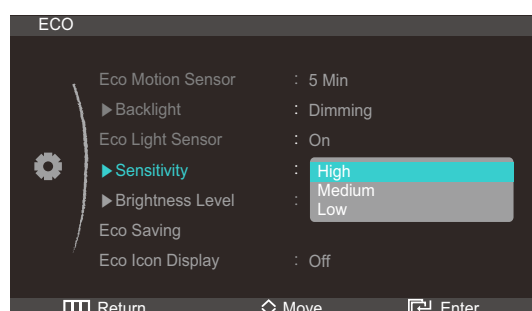 ECO
Eco Motion Sensor : 5 Min
▶Backlight : Dimming
Eco Light Sensor : On
▶Sensitivity : High
Medium
▶Brightness Level :
Low
Eco Saving
Eco Icon Display : Off
Return Move Enter